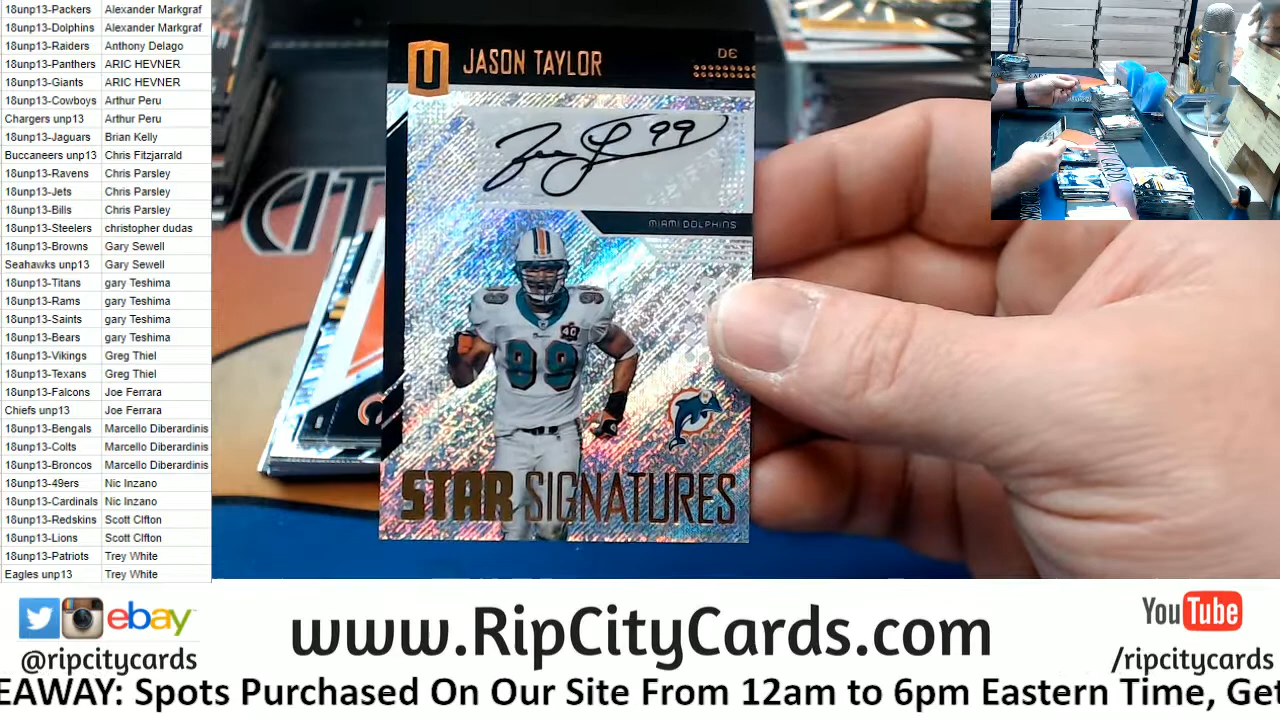 18unp13-Packers Alexander Markgraf
18unp13-Dolphins Alexander Markgraf
18unp13-Raiders Anthony Delago
18unp13-Panthers ARIC HEVNER
18unp13-Giants ARIC HEVNER
18unp13-Cowboys Arthur Peru
Chargers unp13 Arthur Peru
18unp13-Jaguars Brian Kelly
Buccaneers unp13 Chris Fitzjarrald
18unp13-Ravens Chris Parsley
18unp13-Jets Chris Parsley
18unp13-Bills Chris Parsley
18unp13-Steelers christopher dudas
18unp13-Browns Gary Sewell
Seahawks unp13 Gary Sewell
18unp13-Titans gary Teshima
18unp13-Rams gary Teshima
18unp13-Saints gary Teshima
18unp13-Bears gary Teshima
18unp13-Vikings Greg Thiel
18unp13-Texans Greg Thiel
18unp13-Falcons Joe Ferrara
Chiefs unp13 Joe Ferrara
18unp13-Bengals Marcello Diberardinis
18unp13-Colts Marcello Diberardinis
18unp13-Broncos Marcello Diberardinis
18unp13-49ers Nic Inzano
18unp13-Cardinals Nic Inzano
18unp13-Redskins Scott Clfton
18unp13-Lions Scott Clfton
18unp13-Patriots Trey White
Eagles unp13 Trey White
JASON TAYLOR
DE
99
MIAMI DOLPHINS
40
99
STAR SIGNATURES
ebay
@ripcitycards
www.RipCityCards.com
YouTube
/ripcitycards
EAWAY: Spots Purchased On Our Site From 12am to 6pm Eastern Time, Get